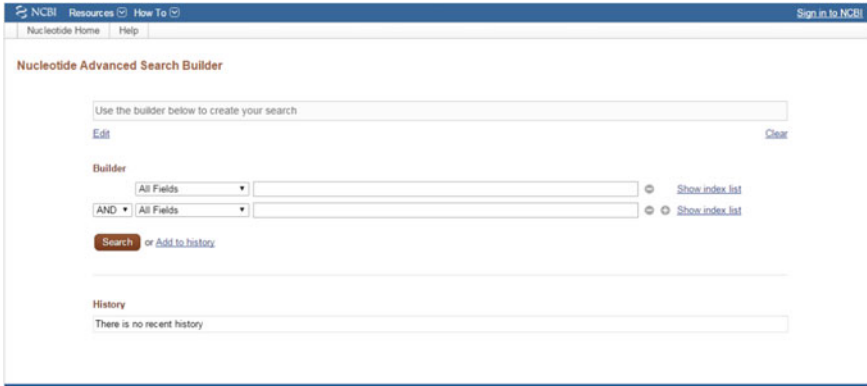 NCBI Resources How To Sign in to NCBI
Nucleotide Home Help
Nucleotide Advanced Search Builder
Use the builder below to create your search
Edit Clear
Builder
All Fields Show index list
AND All Fields Show index list
Search or Add to history
History
There is no recent history